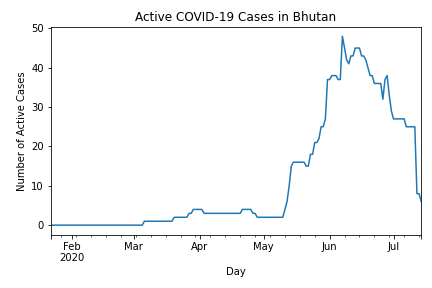 Active COVID-19 Cases in Bhutan
Number of Active Cases
50
40
30
20
10
0
Feb Mar Apr May Jun Jul
2020
Day